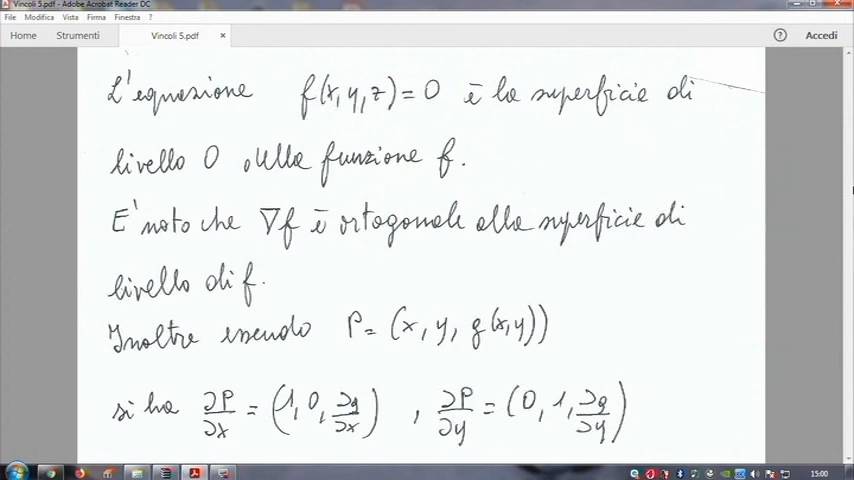 Vincoli 5.pdf - Adobe Acrobat Reader DC
File Modifica Vista Firma Finestra ?
Home Strumenti Vincoli 5.pdf × ? Accedi
L'equazione f(x, y, z) = 0 è la superficie di
livello 0 della funzione f.
E' noto che ∇f è ortogonale alla superficie di
livello di f.
Inoltre essendo P = (x, y, g(x,y))
si ha ∂P/∂x = (1, 0, ∂g/∂x) , ∂P/∂y = (0, 1, ∂g/∂y)
15:00